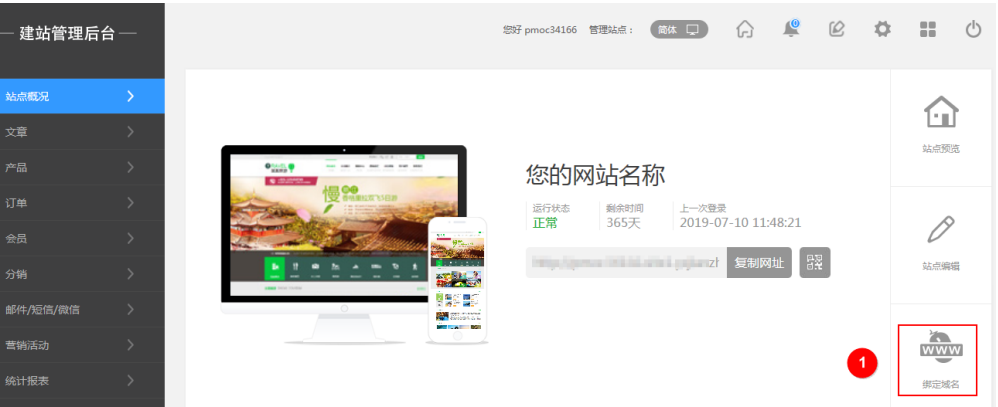 — 建站管理后台 —
您好 pmoc34166 管理站点： 简体
0
站点概况
文章
产品
订单
会员
分销
邮件/短信/微信
营销活动
统计报表
慢
您的网站名称
运行状态 剩余时间 上一次登录
正常 365天 2019-07-10 11:48:21
复制网址
站点预览
站点编辑
1
WWW
绑定域名